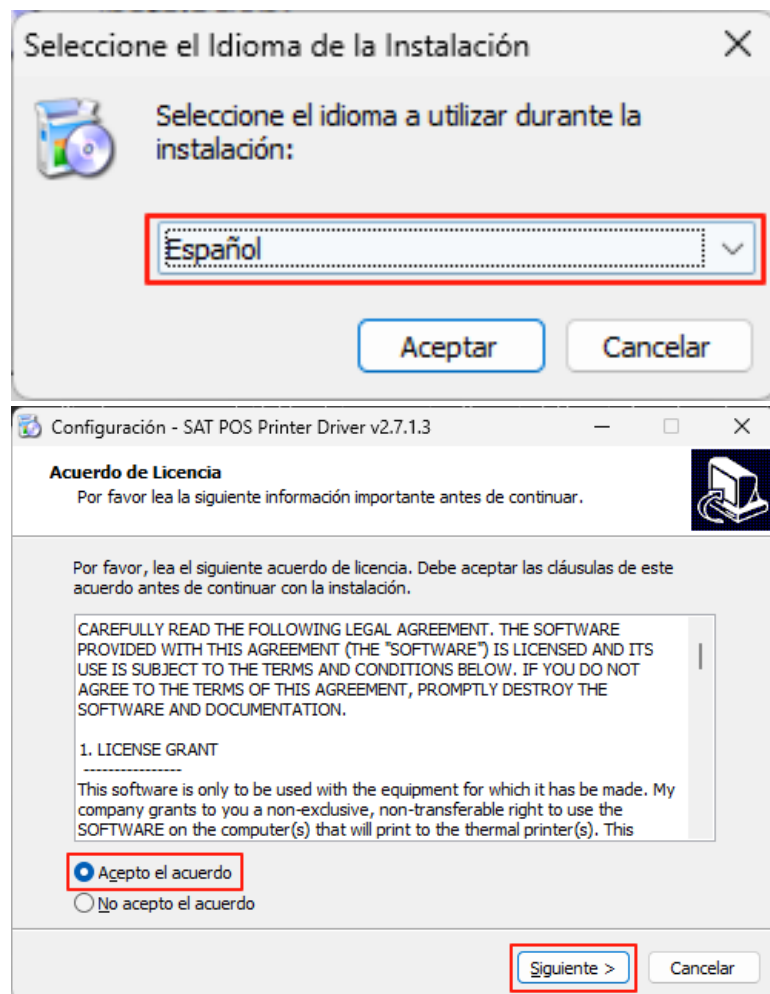 Seleccione el Idioma de la Instalación
Seleccione el idioma a utilizar durante la
instalación:
Español
Aceptar
Cancelar
Configuración - SAT POS Printer Driver v2.7.1.3
Acuerdo de Licencia
Por favor lea la siguiente información importante antes de continuar.
Por favor, lea el siguiente acuerdo de licencia. Debe aceptar las cláusulas de este
acuerdo antes de continuar con la instalación.
CAREFULLY READ THE FOLLOWING LEGAL AGREEMENT. THE SOFTWARE
PROVIDED WITH THIS AGREEMENT (THE "SOFTWARE") IS LICENSED AND ITS
USE IS SUBJECT TO THE TERMS AND CONDITIONS BELOW. IF YOU DO NOT
AGREE TO THE TERMS OF THIS AGREEMENT, PROMPTLY DESTROY THE
SOFTWARE AND DOCUMENTATION.
1. LICENSE GRANT
----------------
This software is only to be used with the equipment for which it has be made. My
company grants to you a non-exclusive, non-transferable right to use the
SOFTWARE on the computer(s) that will print to the thermal printer(s). This
Acepto el acuerdo
No acepto el acuerdo
Siguiente >
Cancelar